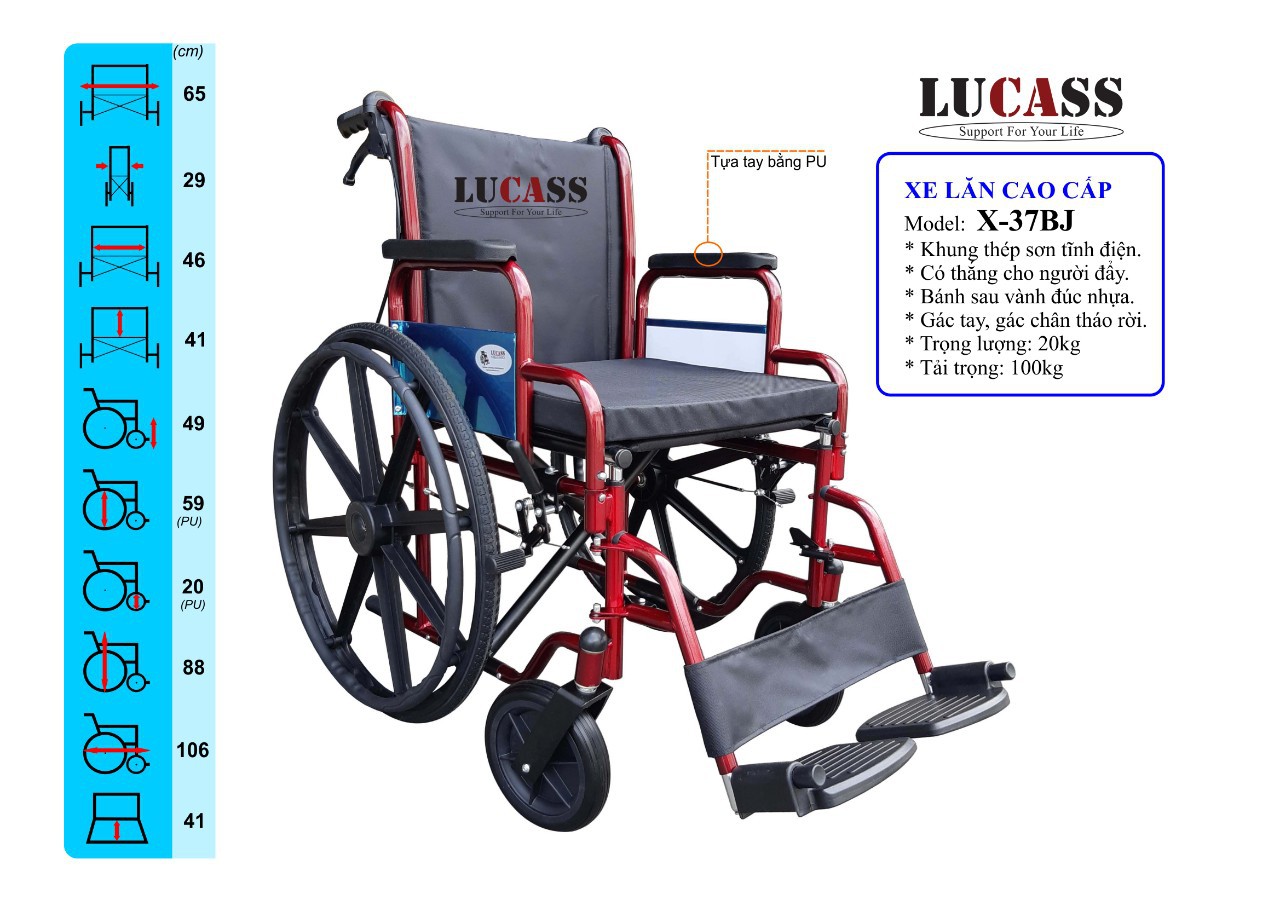 (cm)
65
29
46
41
49
59
(PU)
20
(PU)
88
106
41
LUCASS
Support For Your Life
LUCASS
Tựa tay bằng PU
LUCASS
Support For Your Life
XE LĂN CAO CẤP
Model: X-37BJ
* Khung thép sơn tĩnh điện.
* Có thắng cho người đẩy.
* Bánh sau vành đúc nhựa.
* Gác tay, gác chân tháo rời.
* Trọng lượng: 20kg
* Tải trọng: 100kg